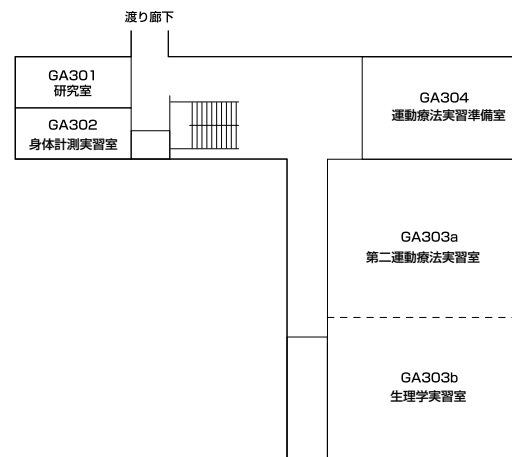 渡り廊下
GA301
研究室
GA302
身体計測実習室
GA304
運動療法実習準備室
GA303a
第二運動療法実習室
GA303b
生理学実習室